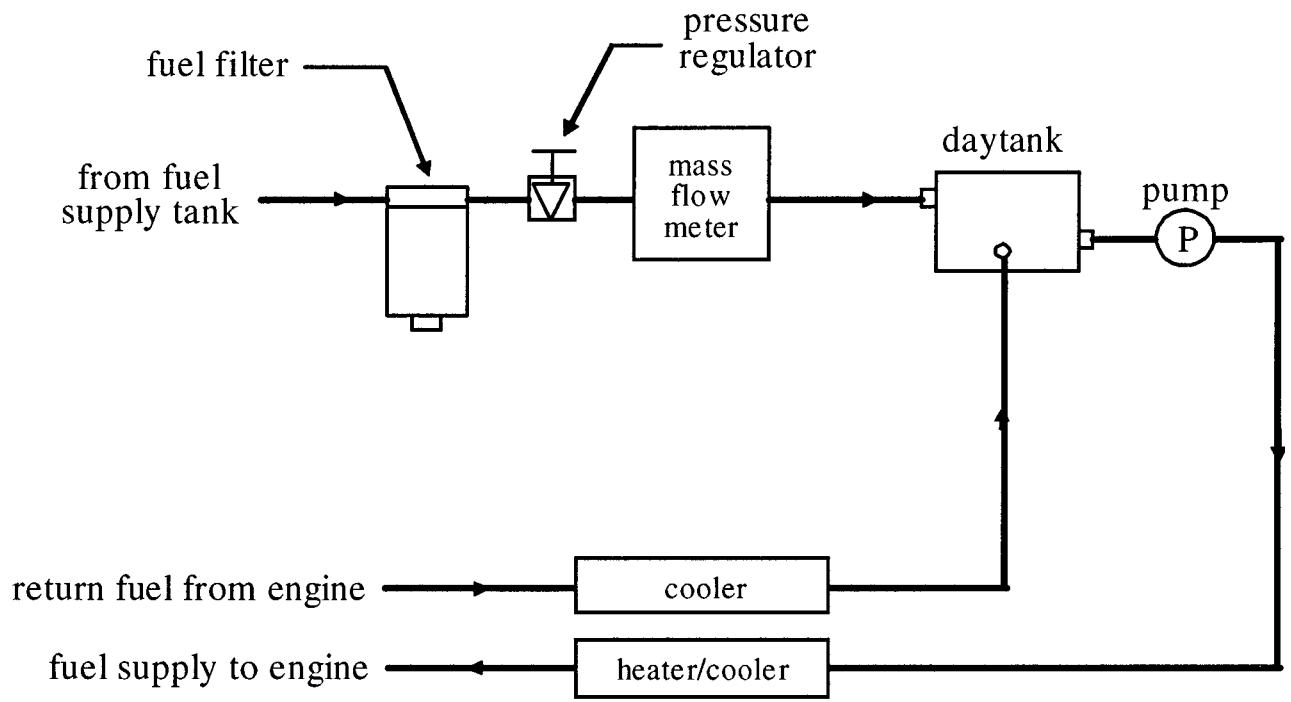 pressure
regulator
fuel filter
from fuel
supply tank
mass
flow
meter
daytank
pump
P
return fuel from engine
cooler
fuel supply to engine
heater/cooler